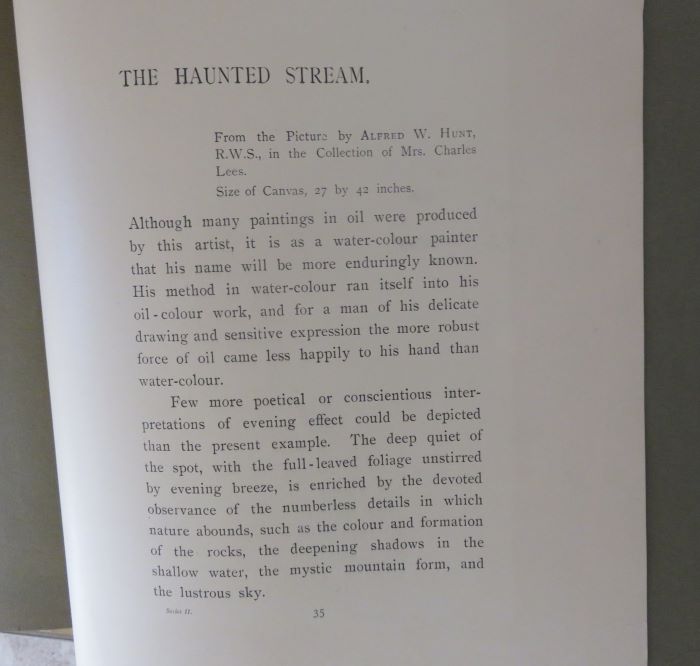 THE HAUNTED STREAM.
From the Picture by ALFRED W. HUNT,
R.W.S., in the Collection of Mrs. Charles
Lees.
Size of Canvas, 27 by 42 inches.
Although many paintings in oil were produced
by this artist, it is as a water-colour painter
that his name will be more enduringly known.
His method in water-colour ran itself into his
oil-colour work, and for a man of his delicate
drawing and sensitive expression the more robust
force of oil came less happily to his hand than
water-colour.
Few more poetical or conscientious inter-
pretations of evening effect could be depicted
than the present example. The deep quiet of
the spot, with the full-leaved foliage unstirred
by evening breeze, is enriched by the devoted
observance of the numberless details in which
nature abounds, such as the colour and formation
of the rocks, the deepening shadows in the
shallow water, the mystic mountain form, and
the lustrous sky.
Series II.
35